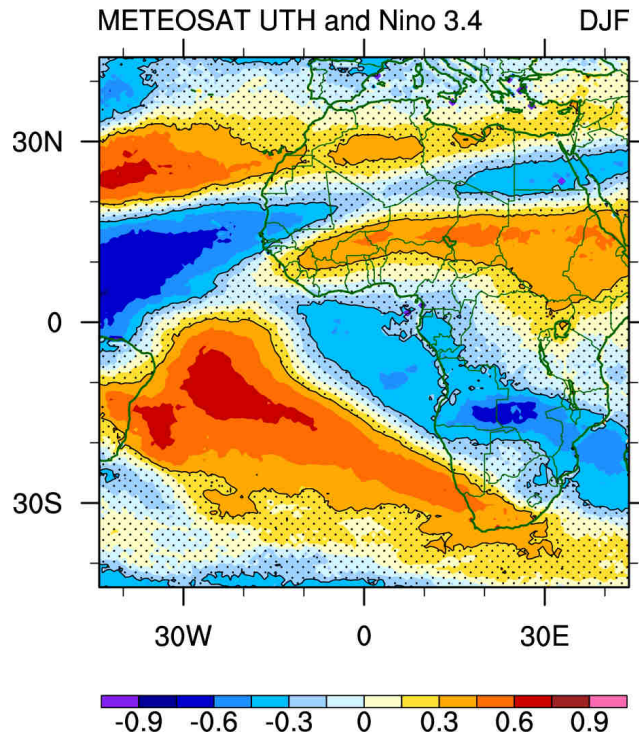 METEOSAT UTH and Nino 3.4 DJF
30N
0
30S
30W 0 30E
-0.9 -0.6 -0.3 0 0.3 0.6 0.9